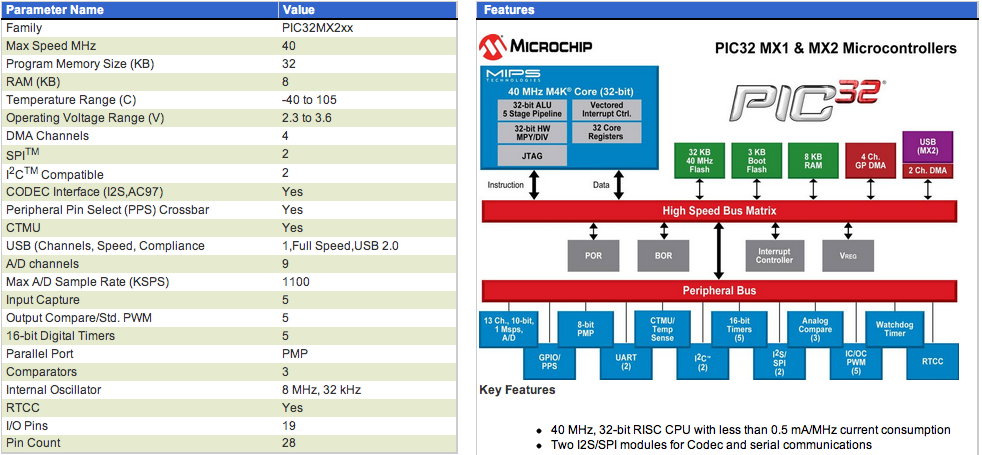 Parameter Name Value
Family PIC32MX2xx
Max Speed MHz 40
Program Memory Size (KB) 32
RAM (KB) 8
Temperature Range (C) -40 to 105
Operating Voltage Range (V) 2.3 to 3.6
DMA Channels 4
SPI™ 2
I²C™ Compatible 2
CODEC Interface (I2S,AC97) Yes
Peripheral Pin Select (PPS) Crossbar Yes
CTMU Yes
USB (Channels, Speed, Compliance 1,Full Speed,USB 2.0
A/D channels 9
Max A/D Sample Rate (KSPS) 1100
Input Capture 5
Output Compare/Std. PWM 5
16-bit Digital Timers 5
Parallel Port PMP
Comparators 3
Internal Oscillator 8 MHz, 32 kHz
RTCC Yes
I/O Pins 19
Pin Count 28
Features
MICROCHIP
PIC32 MX1 & MX2 Microcontrollers
PIC32®
MIPS
TECHNOLOGIES
40 MHz M4K® Core (32-bit)
32-bit ALU
5 Stage Pipeline
Vectored
Interrupt Ctrl.
32-bit HW
MPY/DIV
32 Core
Registers
JTAG
32 KB
40 MHz
Flash
3 KB
Boot
Flash
8 KB
RAM
4 Ch.
GP DMA
USB
(MX2)
2 Ch. DMA
Instruction
Data
High Speed Bus Matrix
POR
BOR
Interrupt
Controller
VREG
Peripheral Bus
13 Ch., 10-bit,
1 Msps,
A/D
8-bit
PMP
CTMU/
Temp
Sense
16-bit
Timers
(5)
Analog
Compare
(3)
Watchdog
Timer
GPIO/
PPS
UART
(2)
I²C™
(2)
I²S/
SPI
(2)
IC/OC
PWM
(5)
RTCC
Key Features
• 40 MHz, 32-bit RISC CPU with less than 0.5 mA/MHz current consumption
• Two I2S/SPI modules for Codec and serial communications